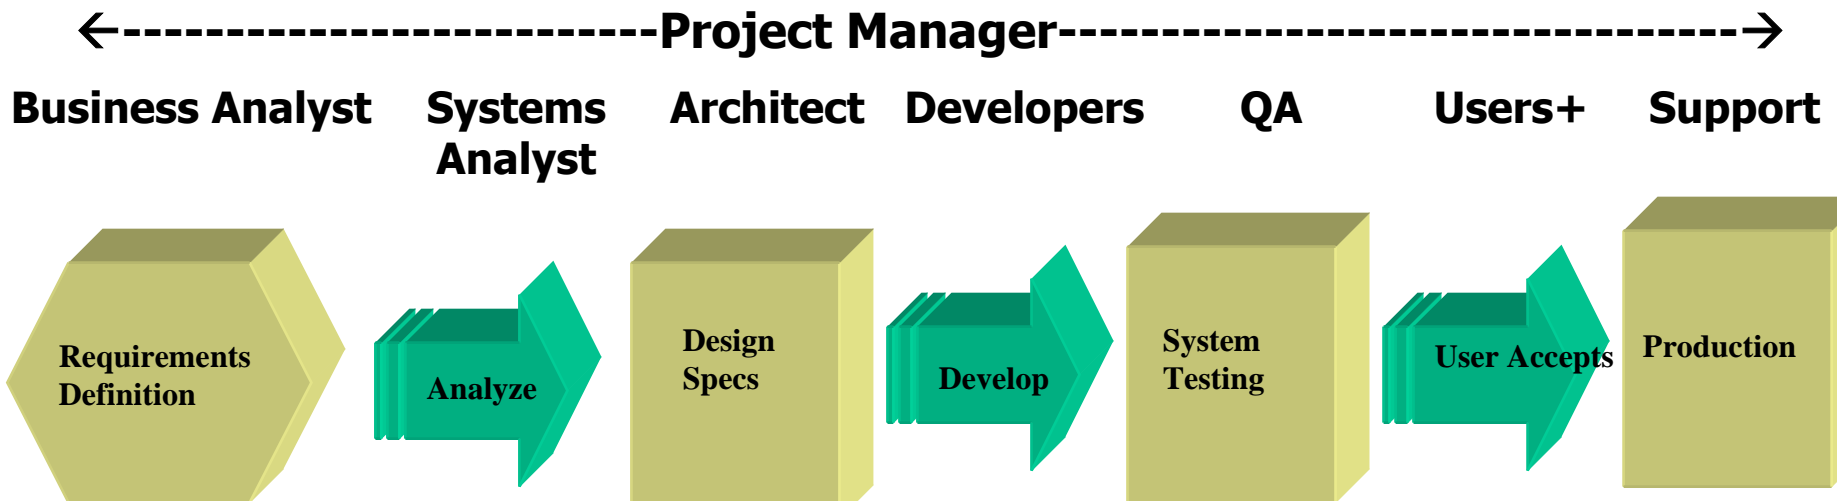 ←--------------------------Project Manager---------------------------------→
Business Analyst
Systems
Analyst
Architect
Developers
QA
Users+
Support
Requirements
Definition
Analyze
Design
Specs
Develop
System
Testing
User Accepts
Production